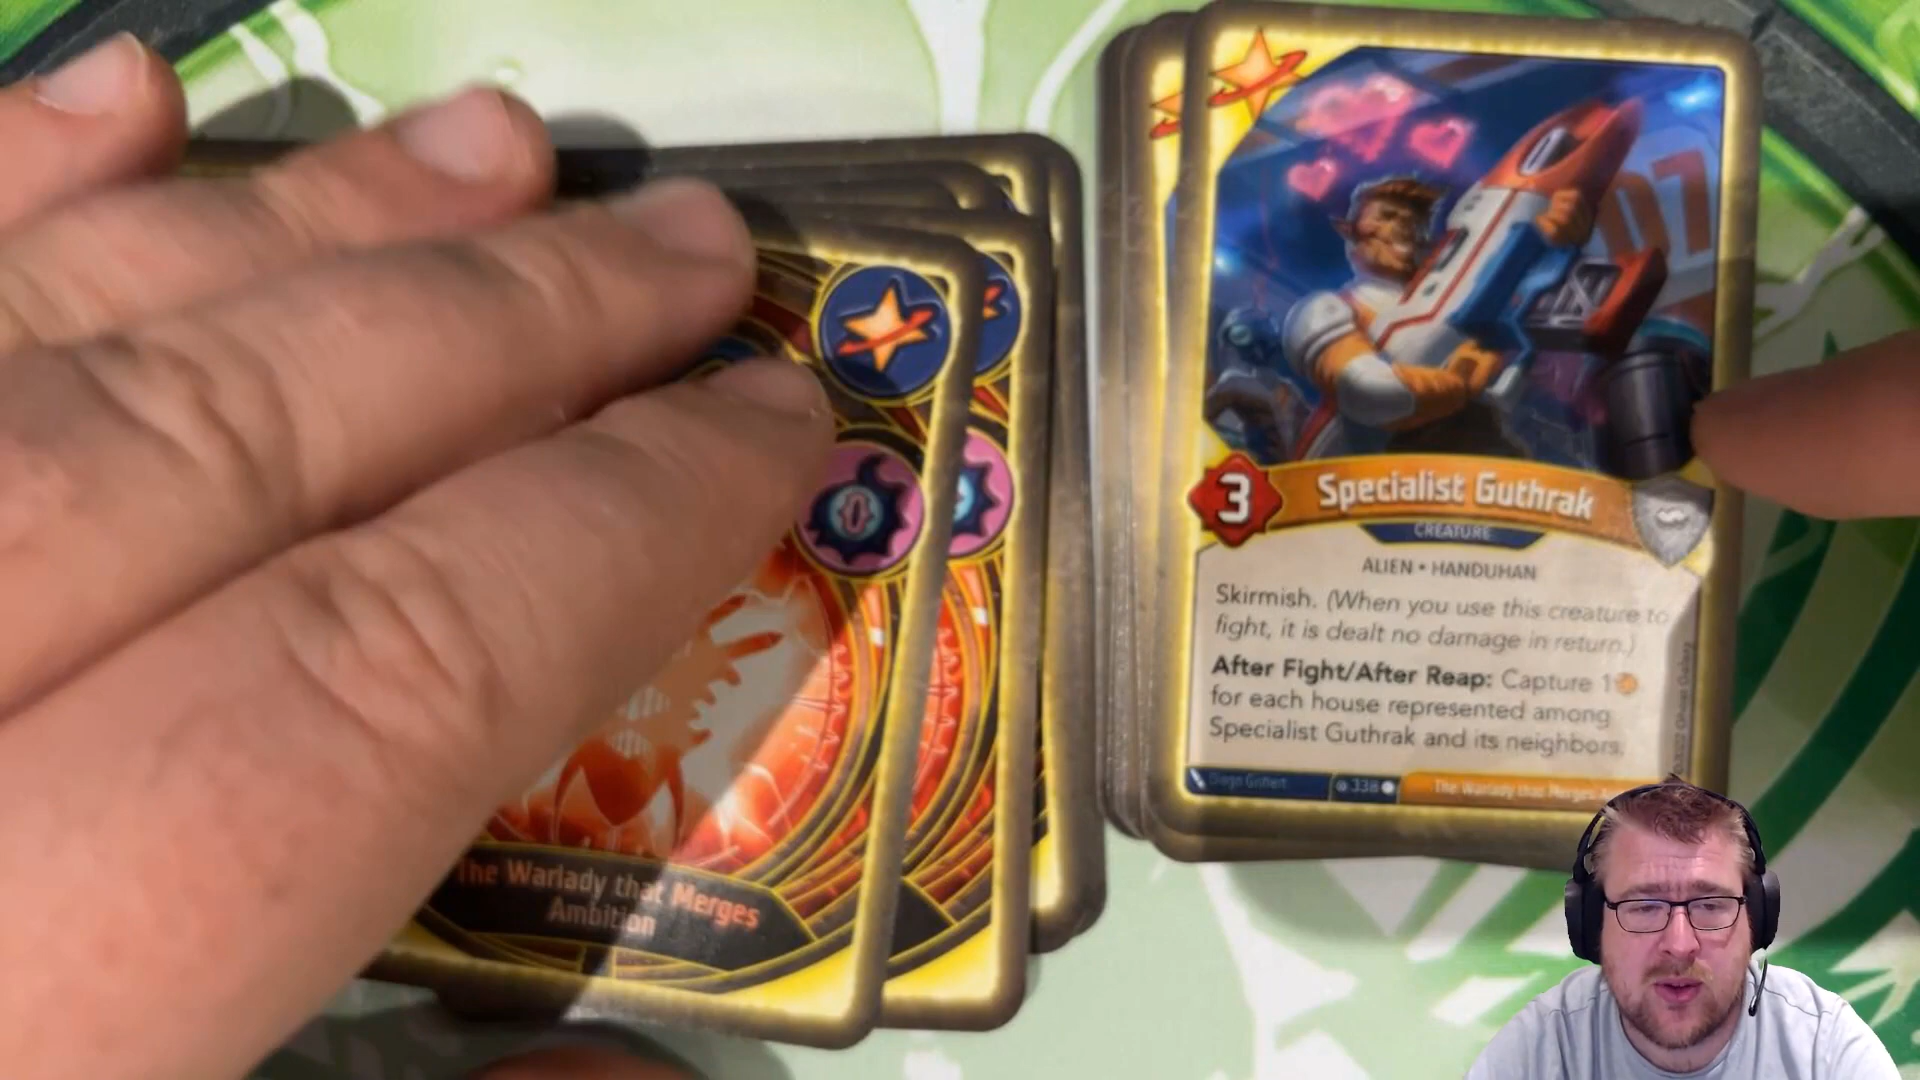 07
3
Specialist Guthrak
CREATURE
ALIEN • HANDUHAN
Skirmish. (When you use this creature to
fight, it is dealt no damage in return.)
After Fight/After Reap: Capture 1
for each house represented among
Specialist Guthrak and its neighbors.
338
The Warlady that Merges
The Warlady that Merges
Ambition